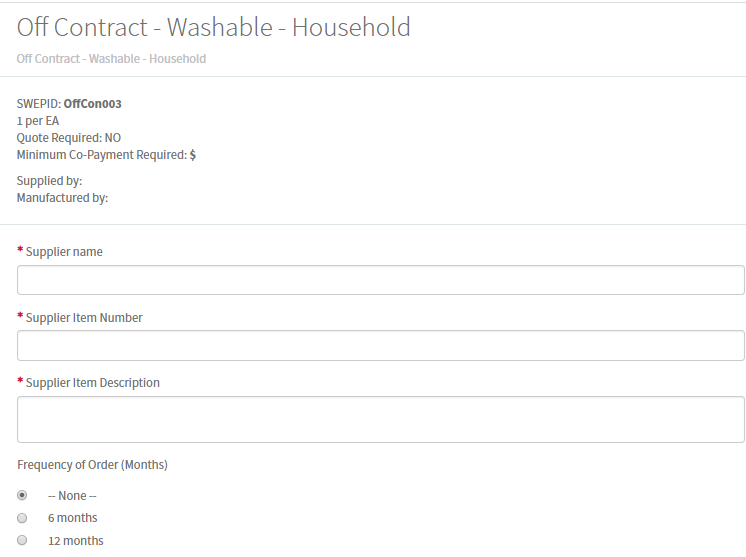 Off Contract - Washable - Household
Off Contract - Washable - Household
SWEPID: OffCon003
1 per EA
Quote Required: NO
Minimum Co-Payment Required: $
Supplied by:
Manufactured by:
* Supplier name
* Supplier Item Number
* Supplier Item Description
Frequency of Order (Months)
-- None --
6 months
12 months